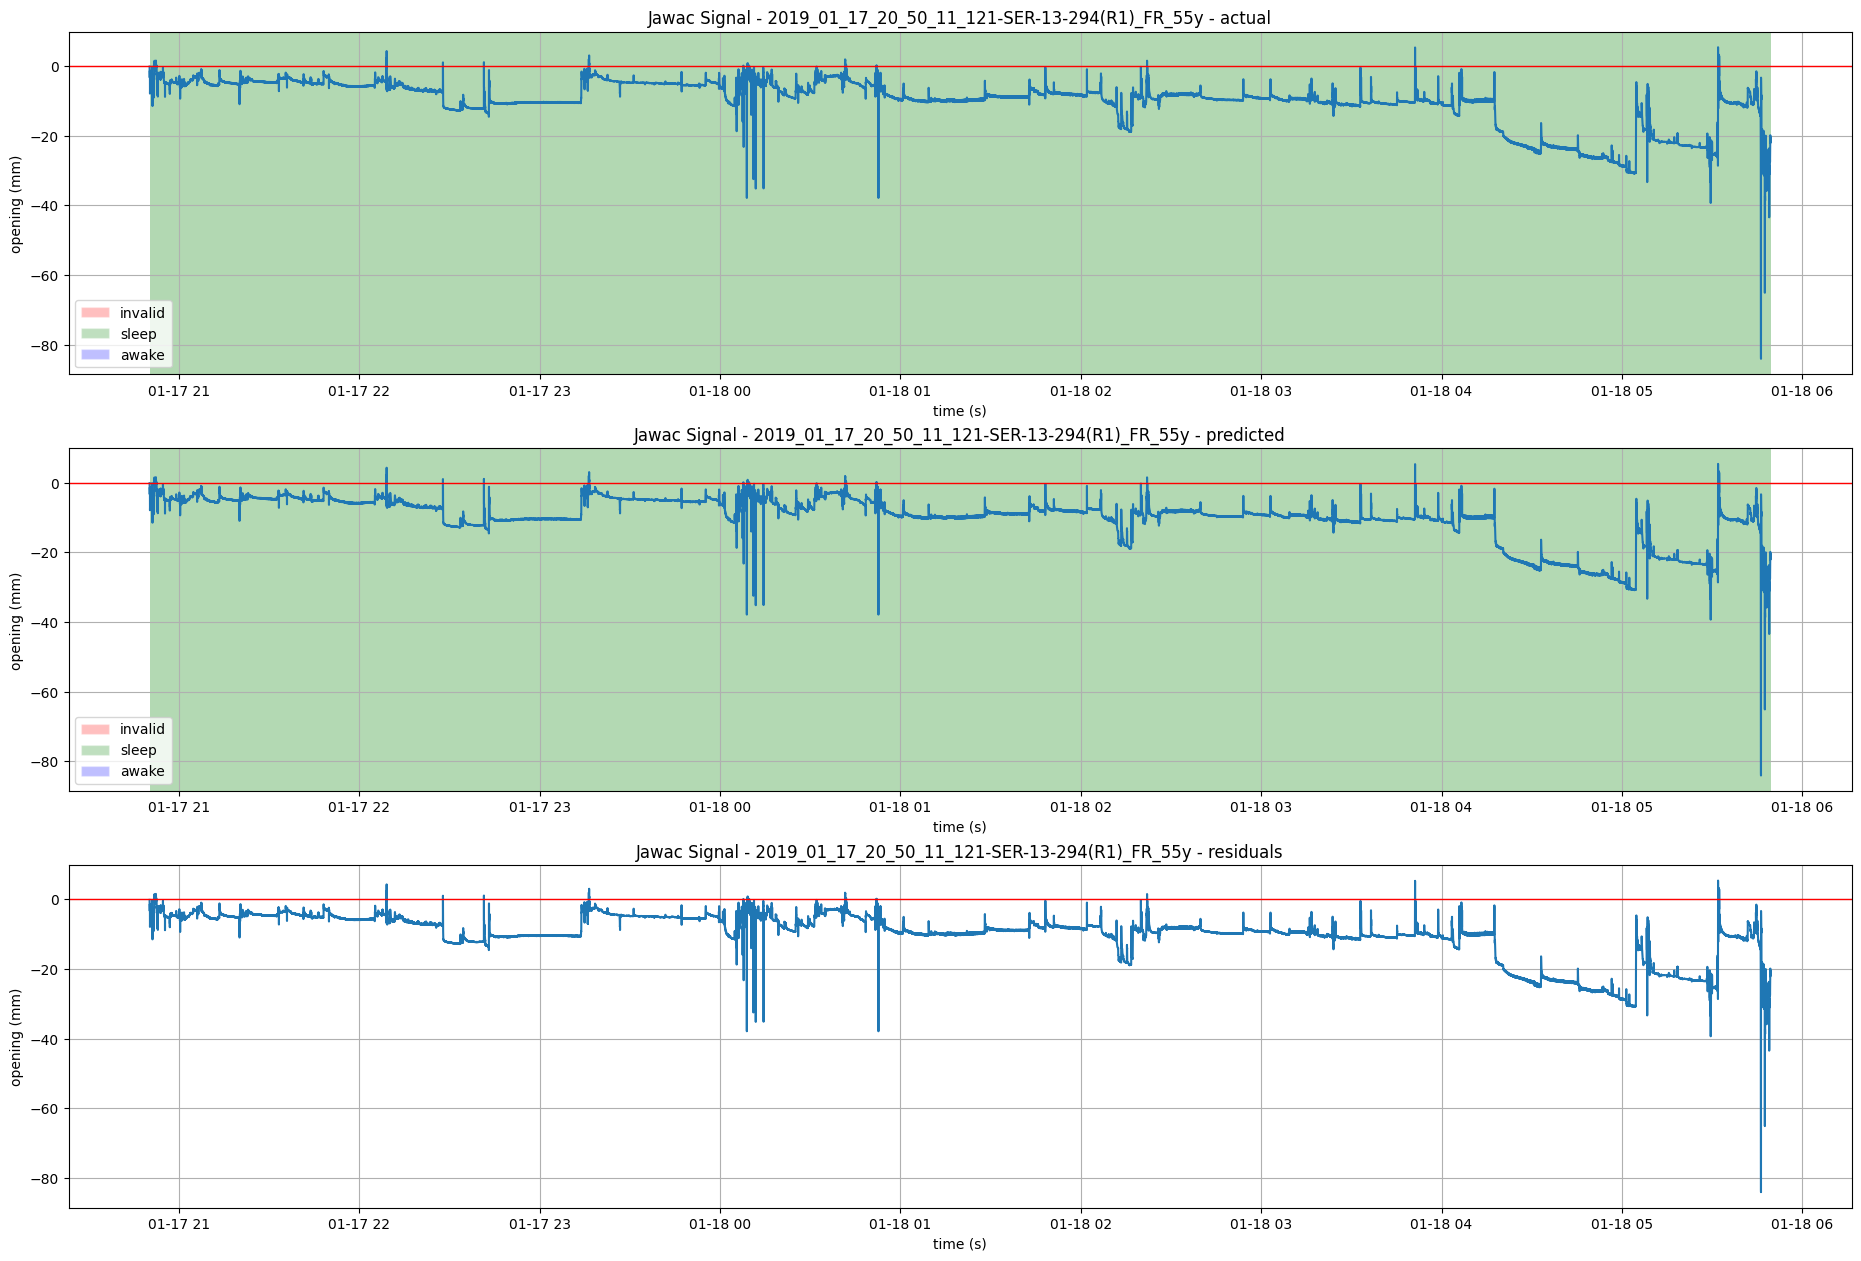 Jawac Signal - 2019_01_17_20_50_11_121-SER-13-294(R1)_FR_55y - actual
opening (mm)
0
−20
−40
−60
−80
invalid
sleep
awake
01-17 21 01-17 22 01-17 23 01-18 00 01-18 01 01-18 02 01-18 03 01-18 04 01-18 05 01-18 06
time (s)
Jawac Signal - 2019_01_17_20_50_11_121-SER-13-294(R1)_FR_55y - predicted
opening (mm)
0
−20
−40
−60
−80
invalid
sleep
awake
01-17 21 01-17 22 01-17 23 01-18 00 01-18 01 01-18 02 01-18 03 01-18 04 01-18 05 01-18 06
time (s)
Jawac Signal - 2019_01_17_20_50_11_121-SER-13-294(R1)_FR_55y - residuals
opening (mm)
0
−20
−40
−60
−80
01-17 21 01-17 22 01-17 23 01-18 00 01-18 01 01-18 02 01-18 03 01-18 04 01-18 05 01-18 06
time (s)